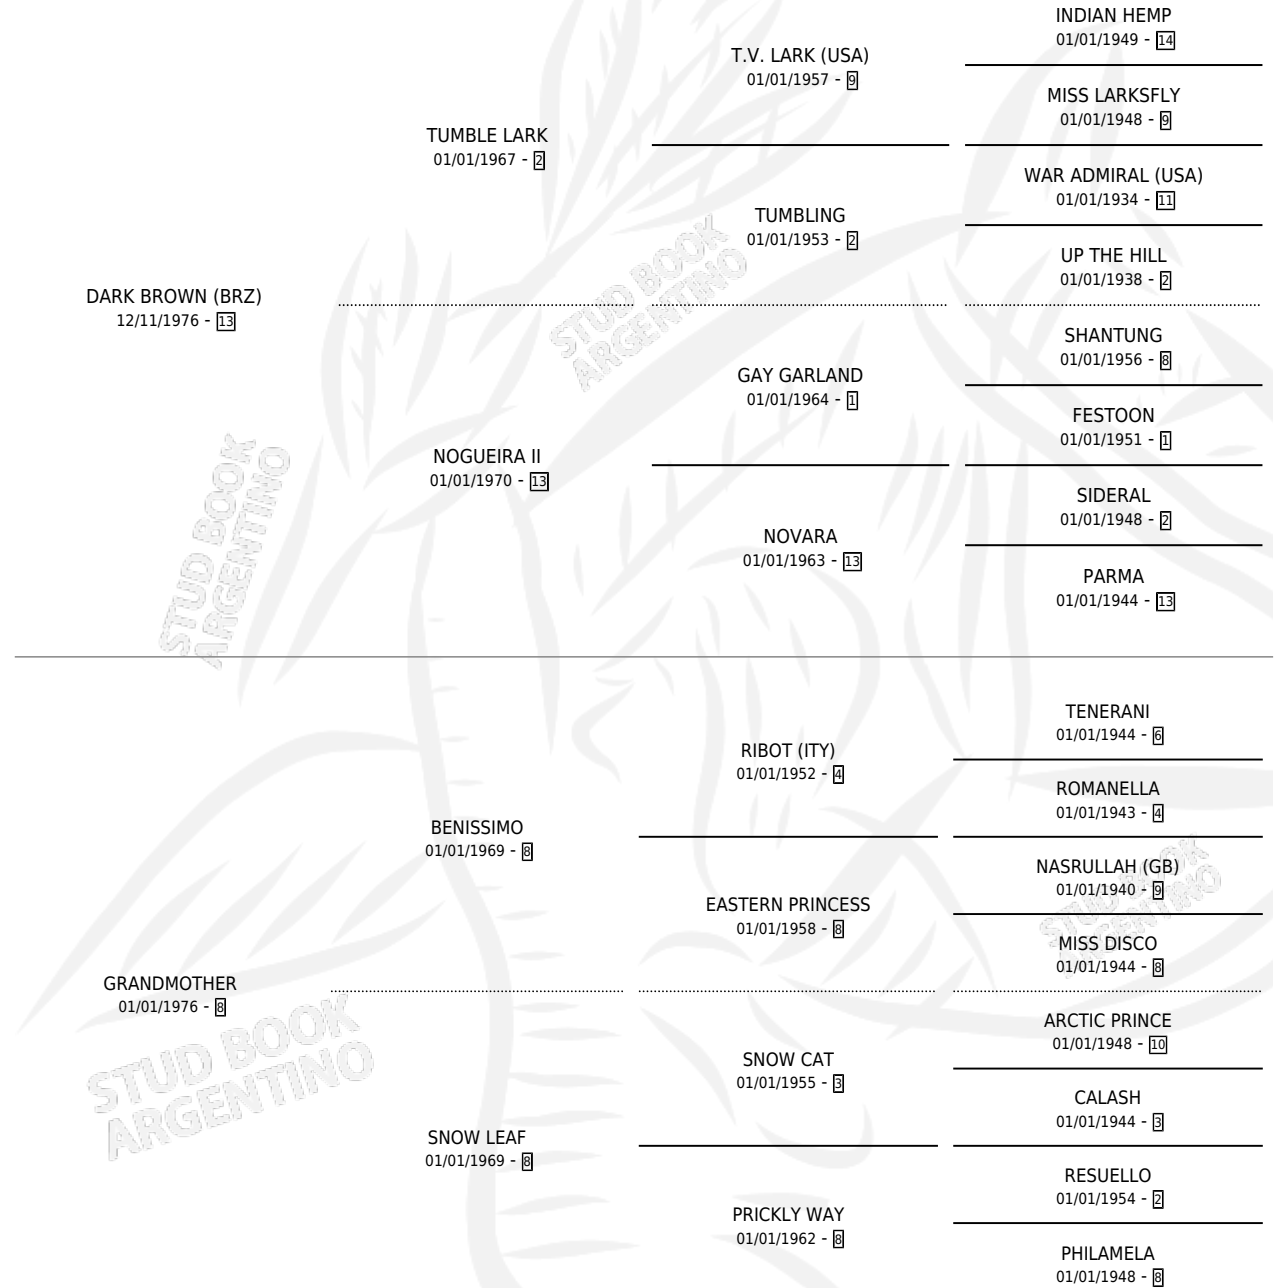 INDIAN HEMP
01/01/1949 - 14
T.V. LARK (USA)
01/01/1957 - 9
MISS LARKSFLY
01/01/1948 - 9
TUMBLE LARK
01/01/1967 - 2
WAR ADMIRAL (USA)
01/01/1934 - 11
TUMBLING
01/01/1953 - 2
UP THE HILL
01/01/1938 - 2
DARK BROWN (BRZ)
12/11/1976 - 13
SHANTUNG
01/01/1956 - 8
GAY GARLAND
01/01/1964 - 1
FESTOON
01/01/1951 - 1
NOGUEIRA II
01/01/1970 - 13
SIDERAL
01/01/1948 - 2
NOVARA
01/01/1963 - 13
PARMA
01/01/1944 - 13
TENERANI
01/01/1944 - 6
RIBOT (ITY)
01/01/1952 - 4
ROMANELLA
01/01/1943 - 4
BENISSIMO
01/01/1969 - 8
NASRULLAH (GB)
01/01/1940 - 9
EASTERN PRINCESS
01/01/1958 - 8
MISS DISCO
01/01/1944 - 8
GRANDMOTHER
01/01/1976 - 8
ARCTIC PRINCE
01/01/1948 - 10
SNOW CAT
01/01/1955 - 3
CALASH
01/01/1944 - 3
SNOW LEAF
01/01/1969 - 8
RESUELLO
01/01/1954 - 2
PRICKLY WAY
01/01/1962 - 8
PHILAMELA
01/01/1948 - 8
STUD BOOK
ARGENTINO
STUD BOOK
ARGENTINO
STUD BOOK
ARGENTINO
STUD BOOK
ARGENTINO